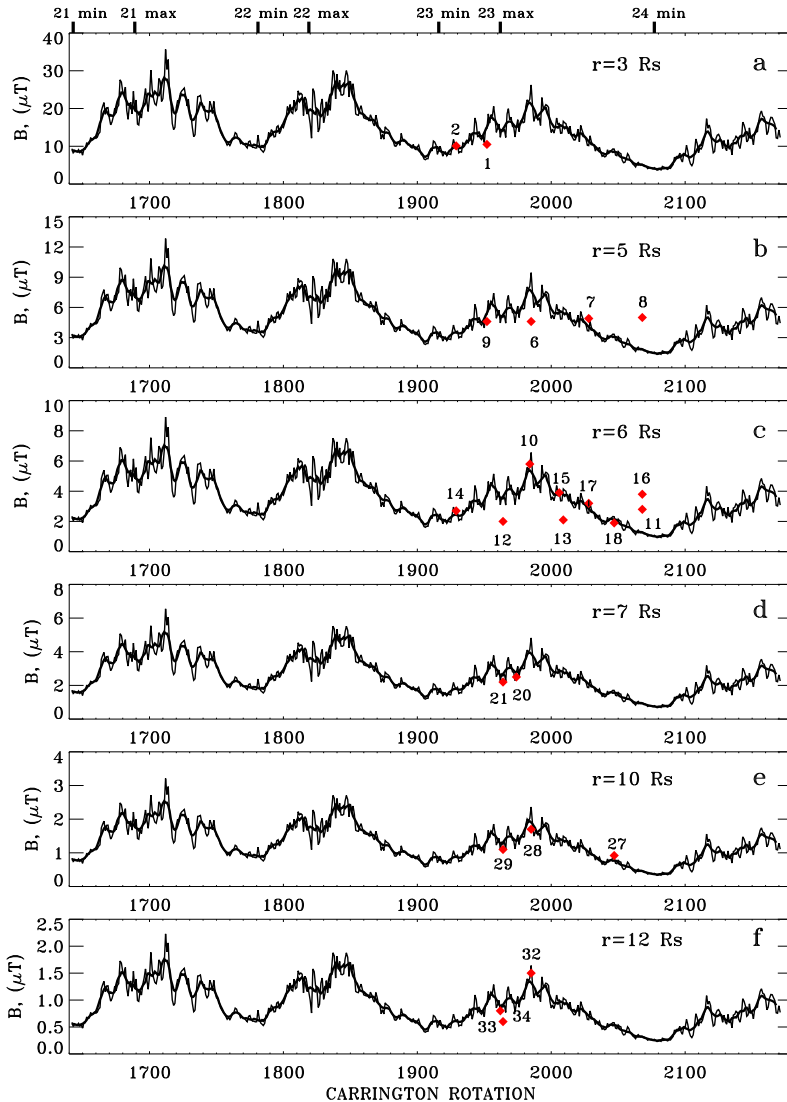 21 min 21 max 22 min 22 max 23 min 23 max 24 min
40
30
20
10
0
B, (μT)
r=3 Rs
a
2
1
1700 1800 1900 2000 2100
15
12
9
6
3
0
B, (μT)
r=5 Rs
b
7
8
9
6
1700 1800 1900 2000 2100
10
8
6
4
2
0
B, (μT)
r=6 Rs
c
10
14
15
17
16
12
13
18
11
1700 1800 1900 2000 2100
8
6
4
2
0
B, (μT)
r=7 Rs
d
21
20
1700 1800 1900 2000 2100
4
3
2
1
0
B, (μT)
r=10 Rs
e
27
29
28
1700 1800 1900 2000 2100
2.5
2.0
1.5
1.0
0.5
0.0
B, (μT)
r=12 Rs
f
32
33
34
1700 1800 1900 2000 2100
CARRINGTON ROTATION